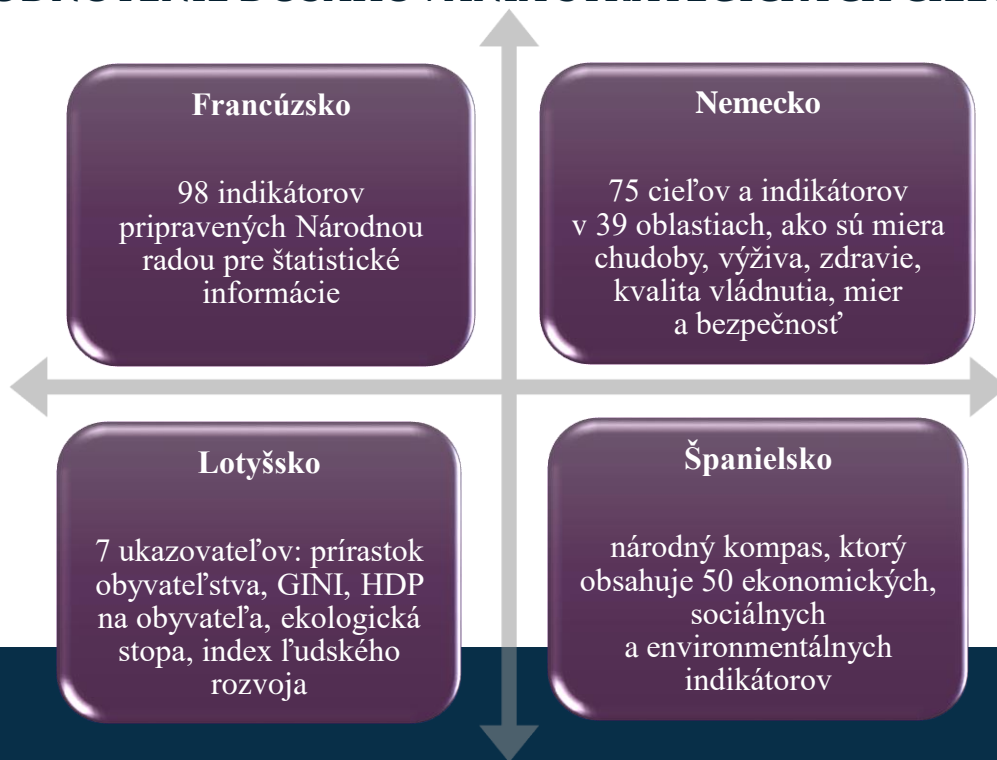 Francúzsko
98 indikátorov
pripravených Národnou
radou pre štatistické
informácie
Nemecko
75 cieľov a indikátorov
v 39 oblastiach, ako sú miera
chudoby, výživa, zdravie,
kvalita vládnutia, mier
a bezpečnosť
Lotyšsko
7 ukazovateľov: prírastok
obyvateľstva, GINI, HDP
na obyvateľa, ekologická
stopa, index ľudského
rozvoja
Španielsko
národný kompas, ktorý
obsahuje 50 ekonomických,
sociálnych
a environmentálnych
indikátorov